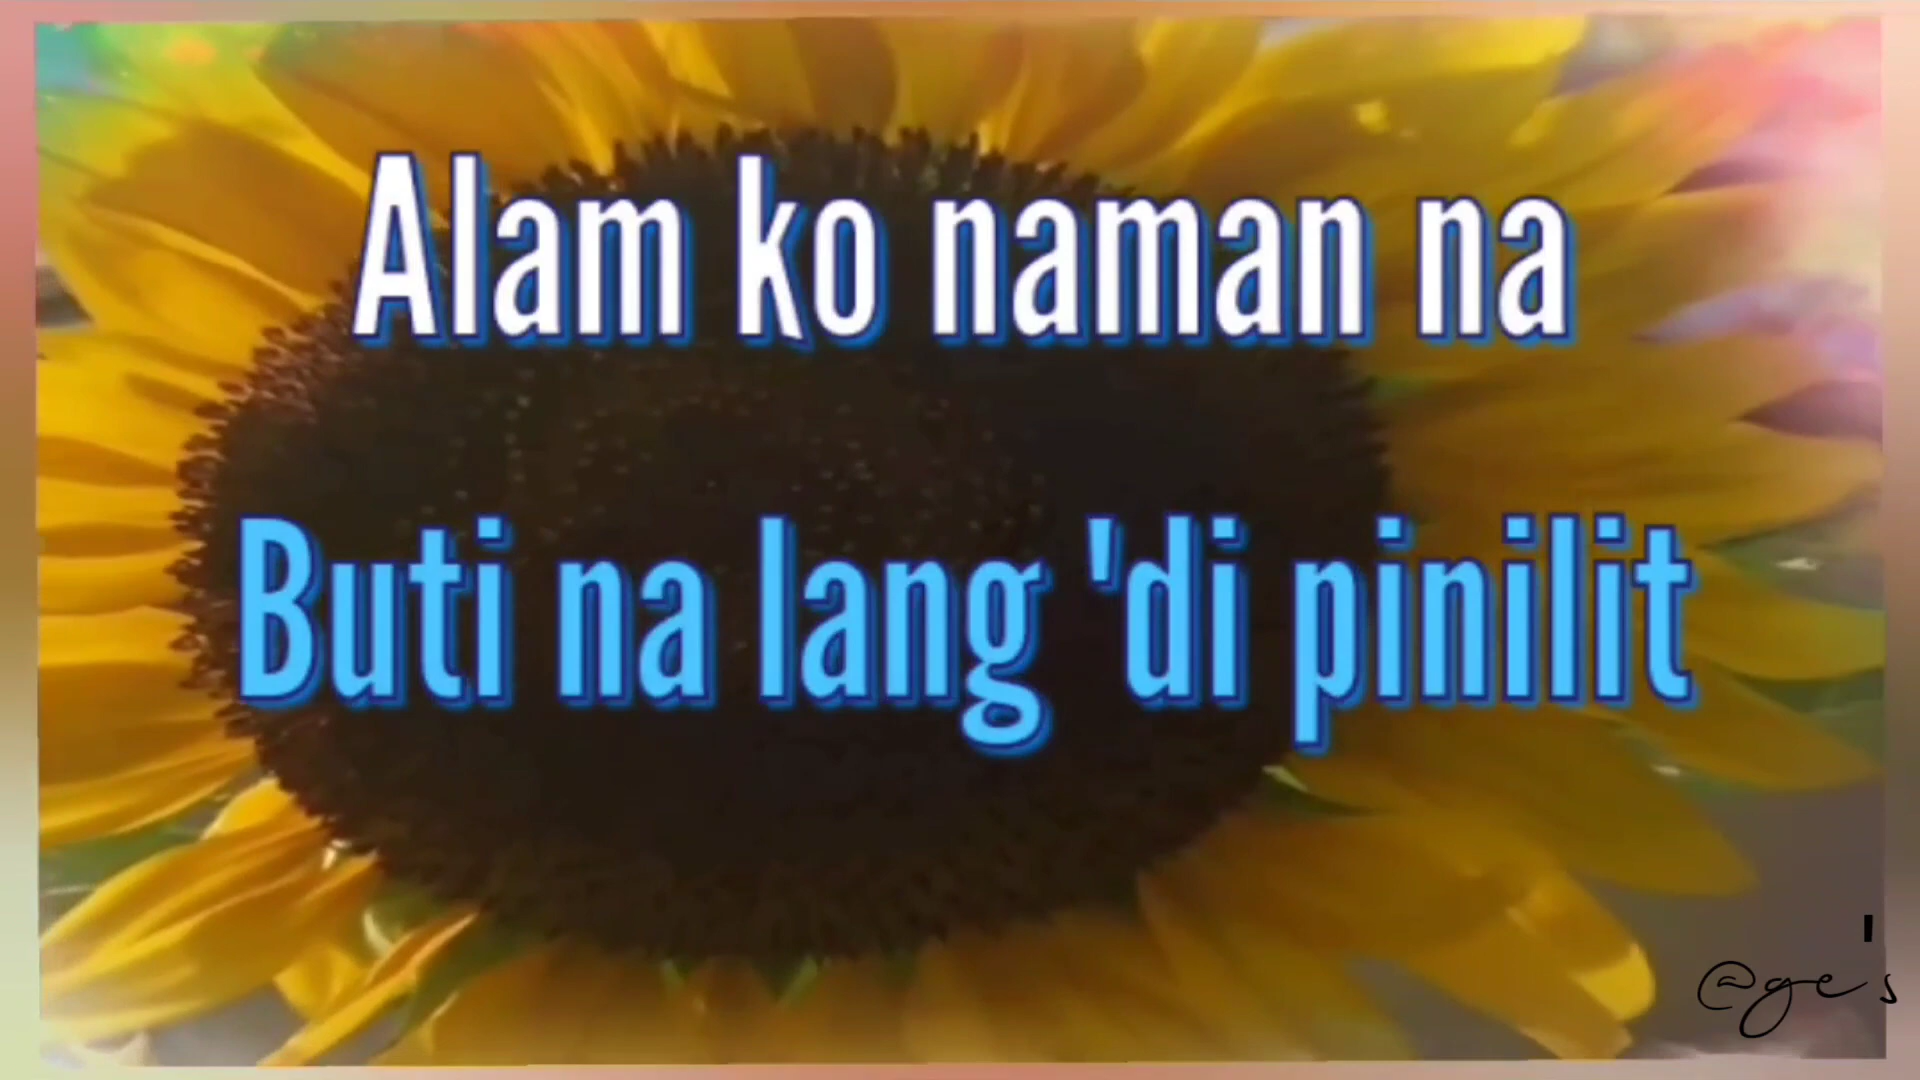 Alam ko naman na
Buti na lang 'di pinilit
@ge's